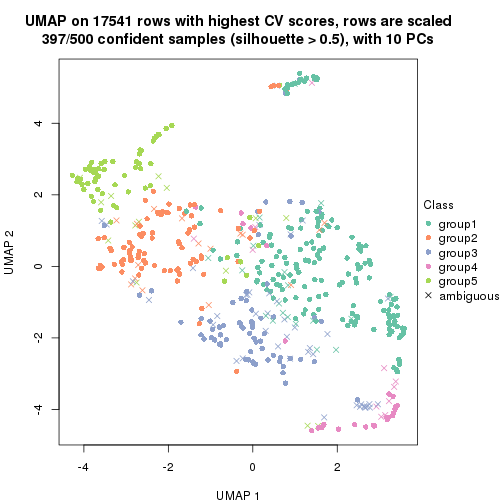 UMAP on 17541 rows with highest CV scores, rows are scaled
397/500 confident samples (silhouette > 0.5), with 10 PCs
4
2
0
-2
-4
UMAP 2
-4
-2
0
2
UMAP 1
Class
group1
group2
group3
group4
group5
ambiguous